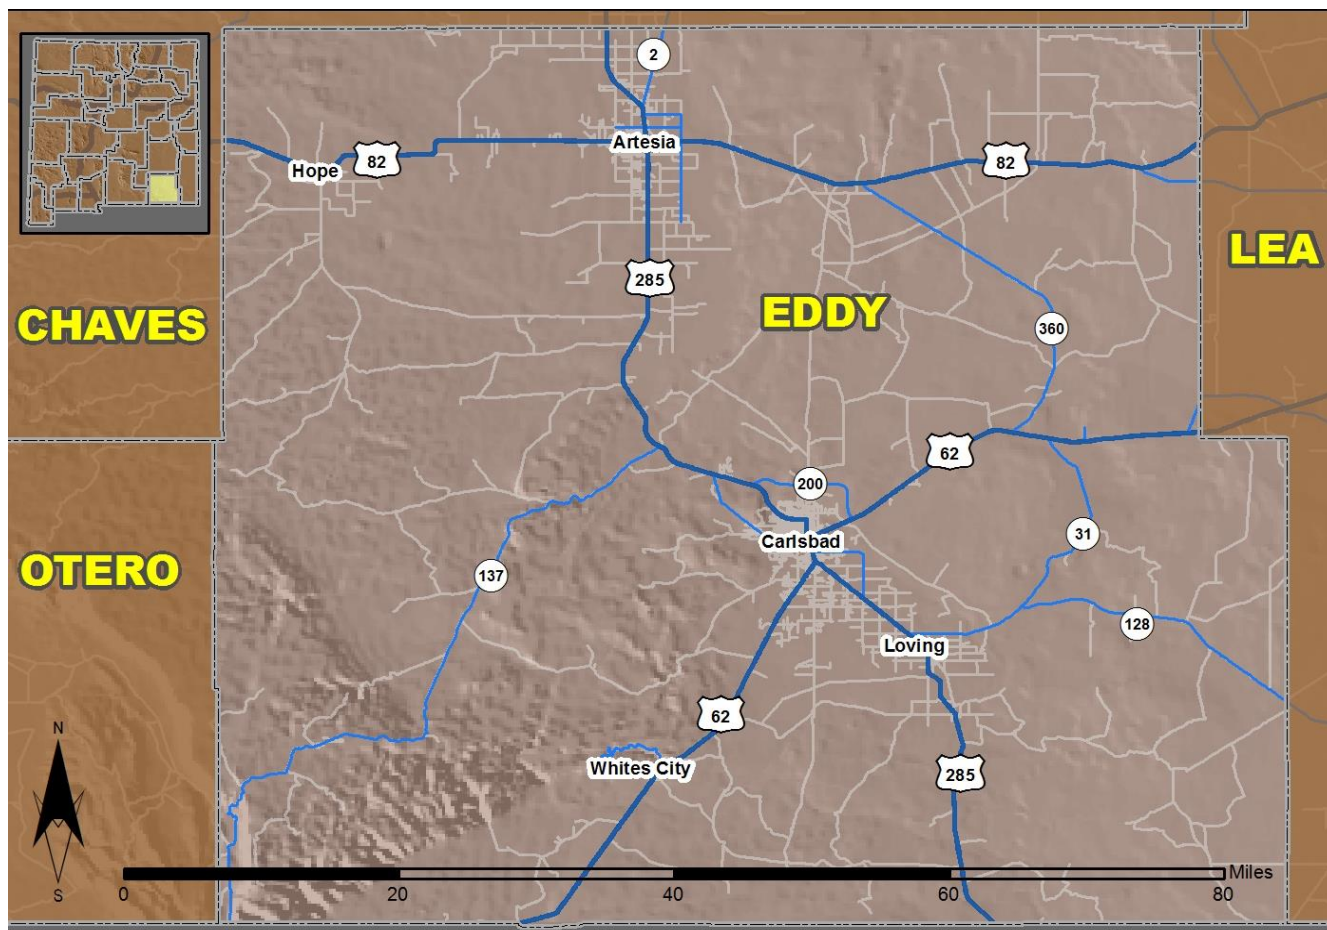 2
Artesia
82
Hope
82
LEA
285
EDDY
CHAVES
360
62
200
31
Carlsbad
OTERO
137
128
Loving
62
N
Whites City
285
Miles
S
0
20
40
60
80